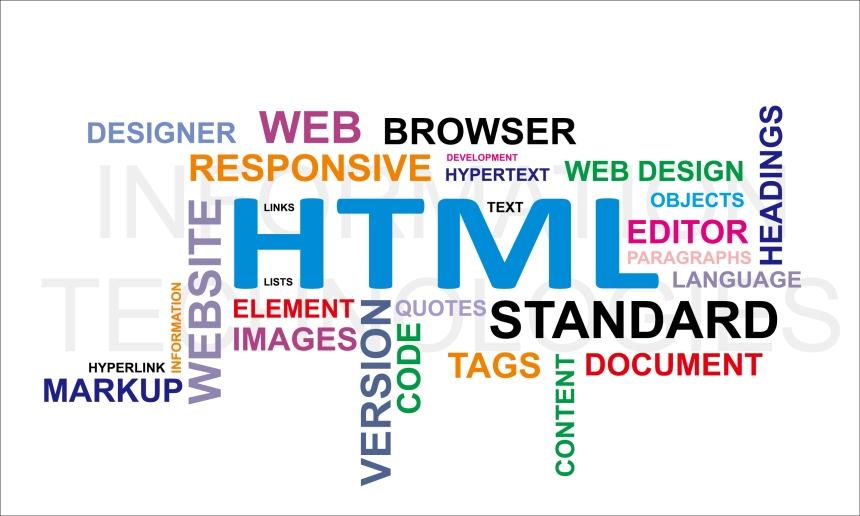 DESIGNER
WEB
BROWSER
RESPONSIVE
DEVELOPMENT
HYPERTEXT
WEB DESIGN
HEADINGS
INFORMATION
TECHNOLOGIES
HTML
LINKS
TEXT
LISTS
OBJECTS
EDITOR
PARAGRAPHS
LANGUAGE
WEBSITE
INFORMATION
ELEMENT
IMAGES
VERSION
QUOTES
CODE
STANDARD
HYPERLINK
MARKUP
TAGS
CONTENT
DOCUMENT